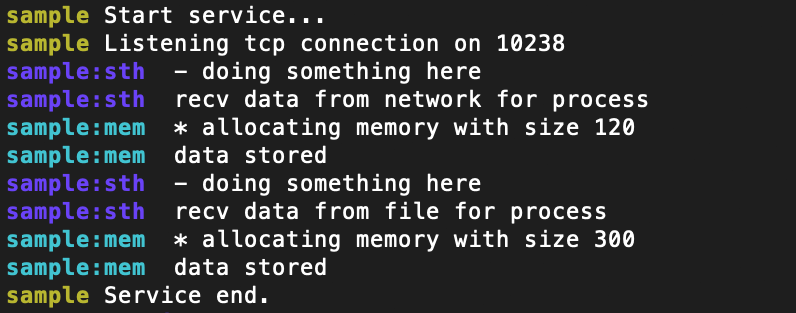 sample Start service...
sample Listening tcp connection on 10238
sample:sth  - doing something here
sample:sth  recv data from network for process
sample:mem  * allocating memory with size 120
sample:mem  data stored
sample:sth  - doing something here
sample:sth  recv data from file for process
sample:mem  * allocating memory with size 300
sample:mem  data stored
sample Service end.